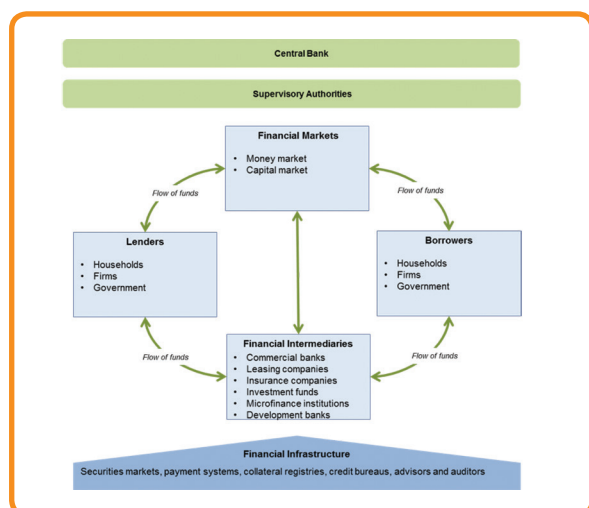 Central Bank
Supervisory Authorities
Financial Markets
• Money market
• Capital market
Flow of funds
Flow of funds
Lenders
• Households
• Firms
• Government
Borrowers
• Households
• Firms
• Government
Financial Intermediaries
• Commercial banks
• Leasing companies
• Insurance companies
• Investment funds
• Microfinance institutions
• Development banks
Flow of funds
Flow of funds
Financial Infrastructure
Securities markets, payment systems, collateral registries, credit bureaus, advisors and auditors